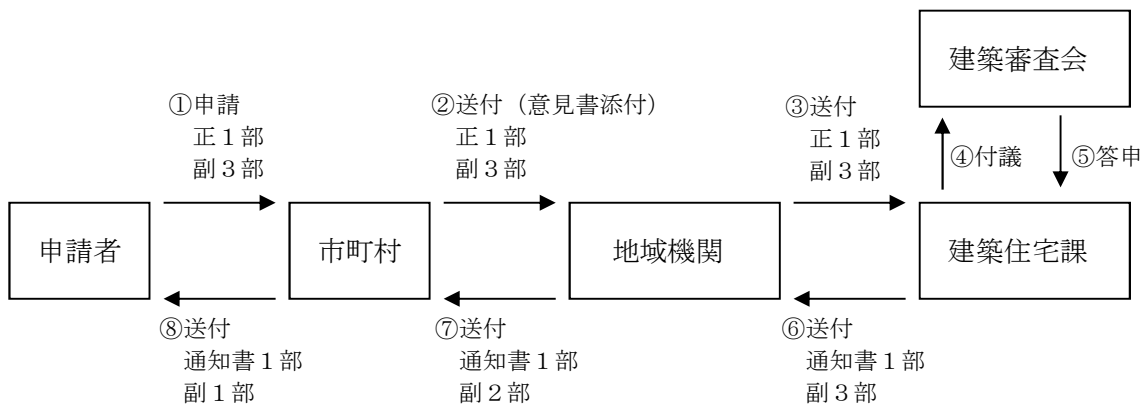 建築審査会
①申請
正１部
副３部
②送付（意見書添付）
正１部
副３部
③送付
正１部
副３部
④付議
⑤答申
申請者
市町村
地域機関
建築住宅課
⑧送付
通知書１部
副１部
⑦送付
通知書１部
副２部
⑥送付
通知書１部
副３部